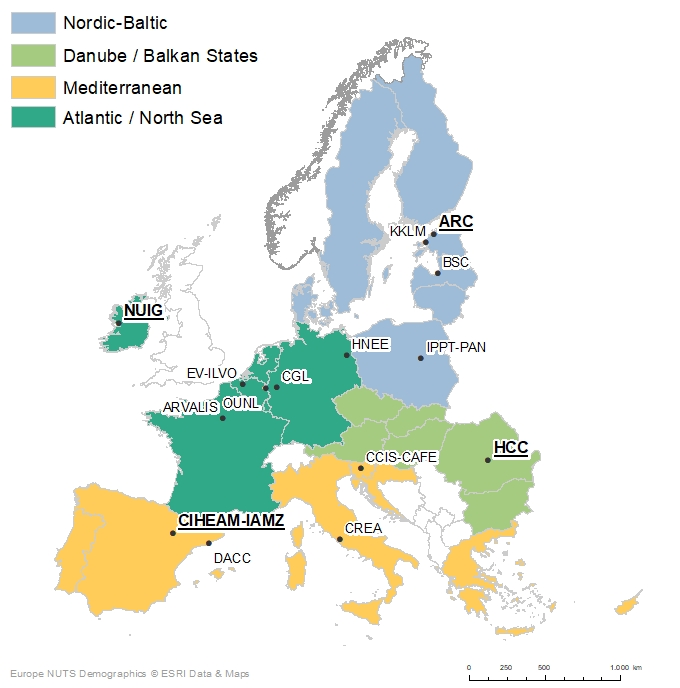 Nordic-Baltic
Danube / Balkan States
Mediterranean
Atlantic / North Sea
ARC
KKLM
BSC
NUIG
HNEE
IPPT-PAN
EV-ILVO
CGL
ARVALIS
OUNL
HCC
CCIS-CAFE
CIHEAM-IAMZ
CREA
DACC
Europe NUTS Demographics © ESRI Data & Maps
0 250 500 1.000 km